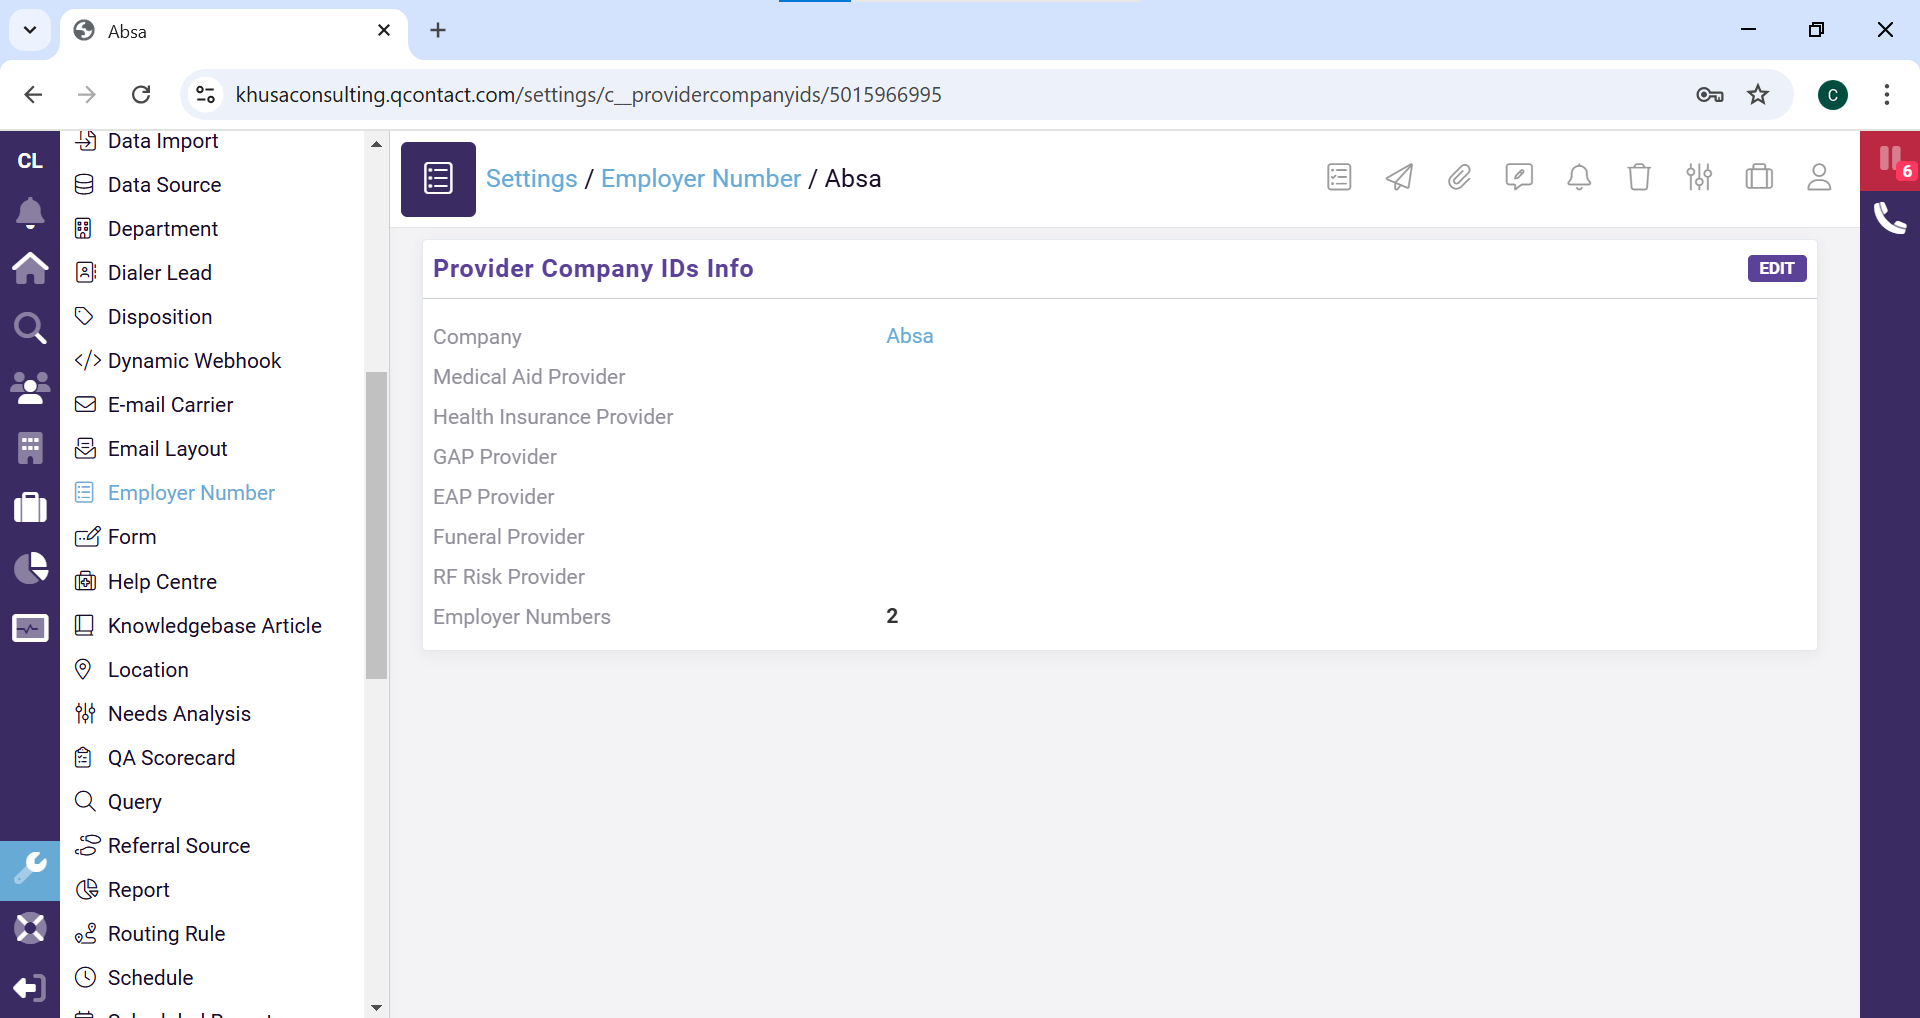 Absa
khusaconsulting.qcontact.com/settings/c__providercompanyids/5015966995
C
CL
Data Import
Data Source
Department
Dialer Lead
Disposition
Dynamic Webhook
E-mail Carrier
Email Layout
Employer Number
Form
Help Centre
Knowledgebase Article
Location
Needs Analysis
QA Scorecard
Query
Referral Source
Report
Routing Rule
Schedule
Settings / Employer Number / Absa
6
Provider Company IDs Info
EDIT
Company Absa
Medical Aid Provider
Health Insurance Provider
GAP Provider
EAP Provider
Funeral Provider
RF Risk Provider
Employer Numbers 2